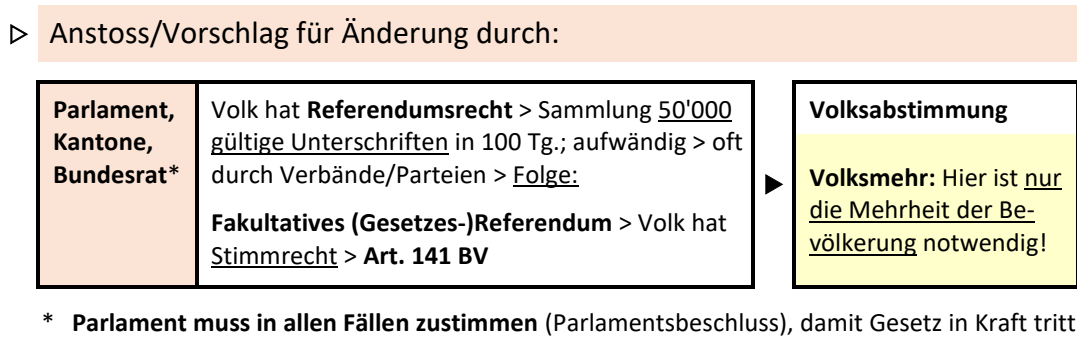 ▷ Anstoss/Vorschlag für Änderung durch:
Parlament,
Kantone,
Bundesrat*
Volk hat Referendumsrecht > Sammlung 50'000
gültige Unterschriften in 100 Tg.; aufwändig > oft
durch Verbände/Parteien > Folge:
Fakultatives (Gesetzes-)Referendum > Volk hat
Stimmrecht > Art. 141 BV
▶
Volksabstimmung
Volksmehr: Hier ist nur
die Mehrheit der Be-
völkerung notwendig!
* Parlament muss in allen Fällen zustimmen (Parlamentsbeschluss), damit Gesetz in Kraft tritt